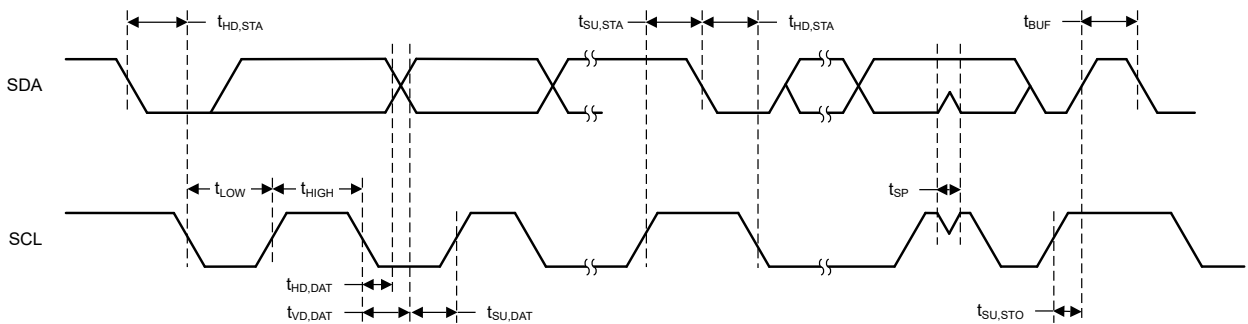 tHD,STA
tSU,STA
tHD,STA
tBUF
SDA
tLOW
tHIGH
tSP
SCL
tHD,DAT
tVD,DAT
tSU,DAT
tSU,STO